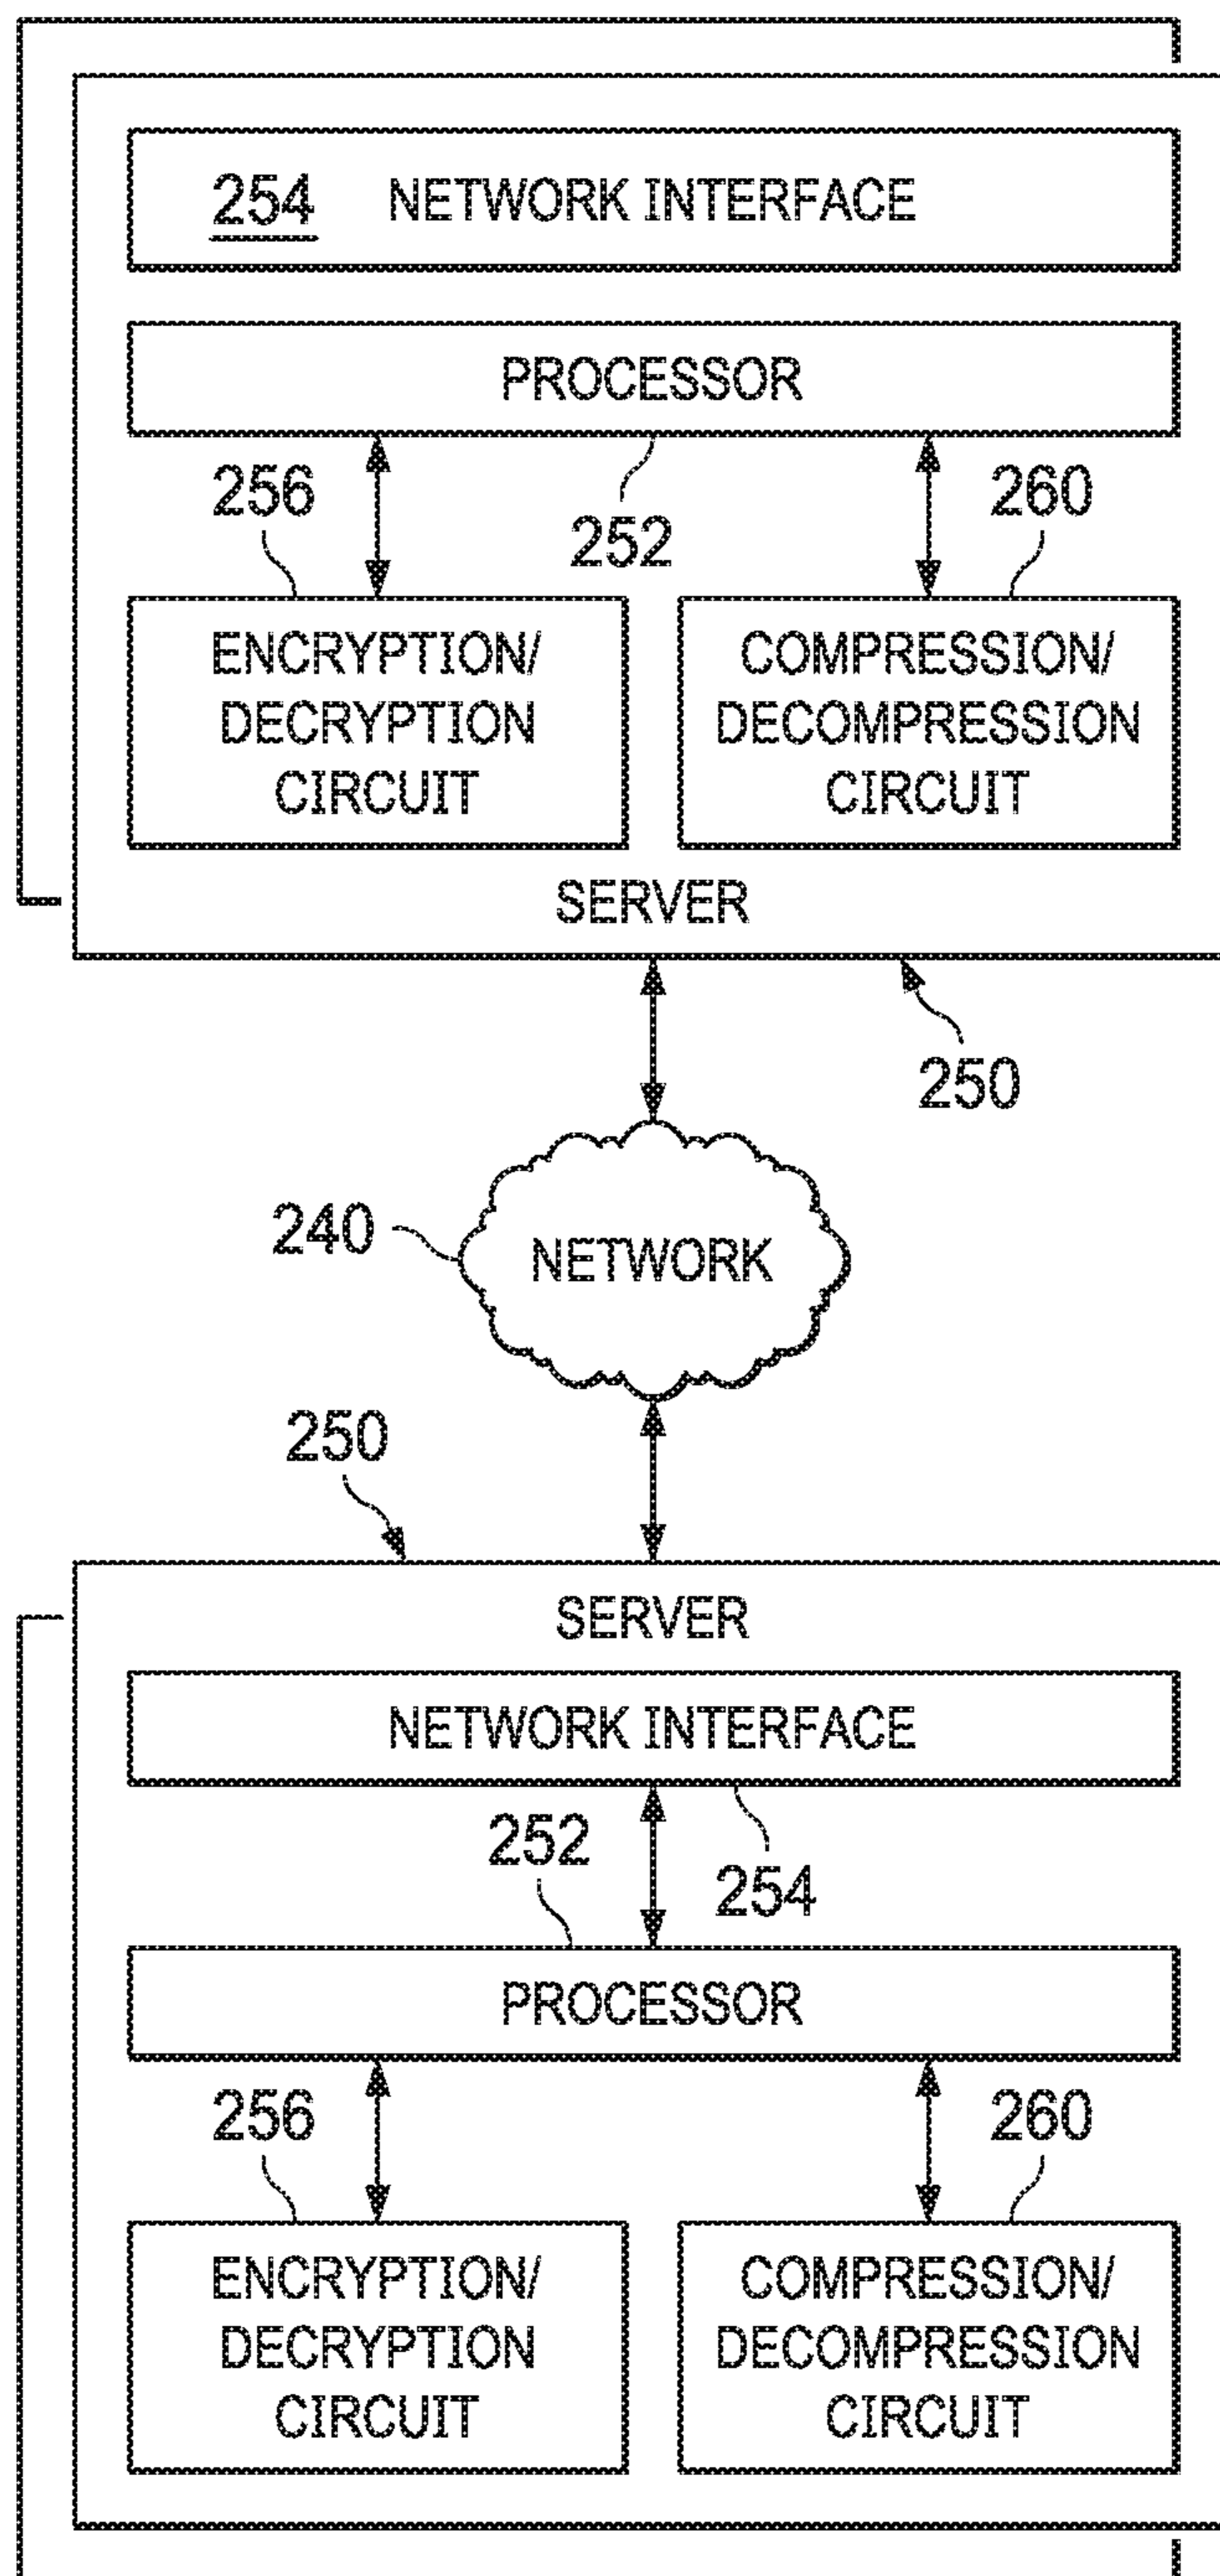 254 NETWORK INTERFACE
PROCESSOR
256
252
260
ENCRYPTION/
DECRYPTION
CIRCUIT
COMPRESSION/
DECOMPRESSION
CIRCUIT
SERVER
250
240
NETWORK
250
SERVER
NETWORK INTERFACE
252
254
PROCESSOR
256
260
ENCRYPTION/
DECRYPTION
CIRCUIT
COMPRESSION/
DECOMPRESSION
CIRCUIT